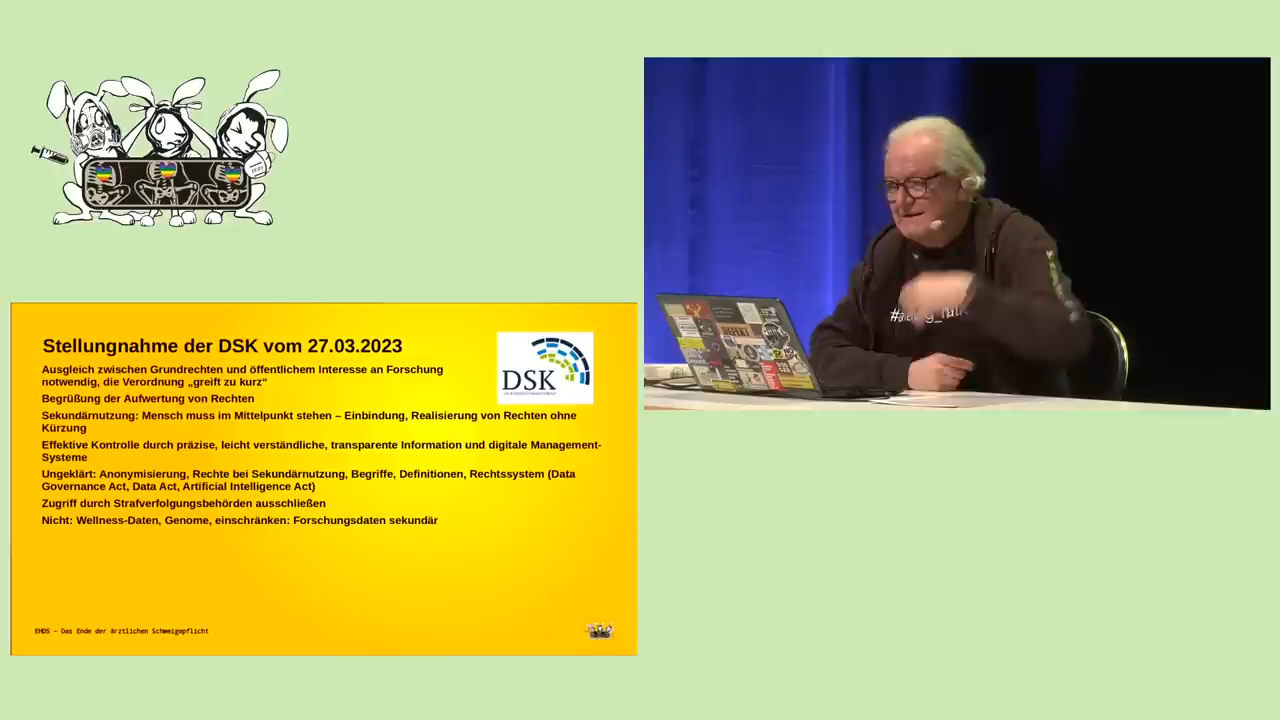 Stellungnahme der DSK vom 27.03.2023
Ausgleich zwischen Grundrechten und öffentlichem Interesse an Forschung
notwendig, die Verordnung „greift zu kurz“
Begrüßung der Aufwertung von Rechten
Sekundärnutzung: Mensch muss im Mittelpunkt stehen – Einbindung, Realisierung von Rechten ohne
Kürzung
Effektive Kontrolle durch präzise, leicht verständliche, transparente Information und digitale Management-
Systeme
Ungeklärt: Anonymisierung, Rechte bei Sekundärnutzung, Begriffe, Definitionen, Rechtssystem (Data
Governance Act, Data Act, Artificial Intelligence Act)
Zugriff durch Strafverfolgungsbehörden ausschließen
Nicht: Wellness-Daten, Genome, einschränken: Forschungsdaten sekundär
DSK
EHDS – Das Ende der ärztlichen Schweigepflicht
DEFEKT